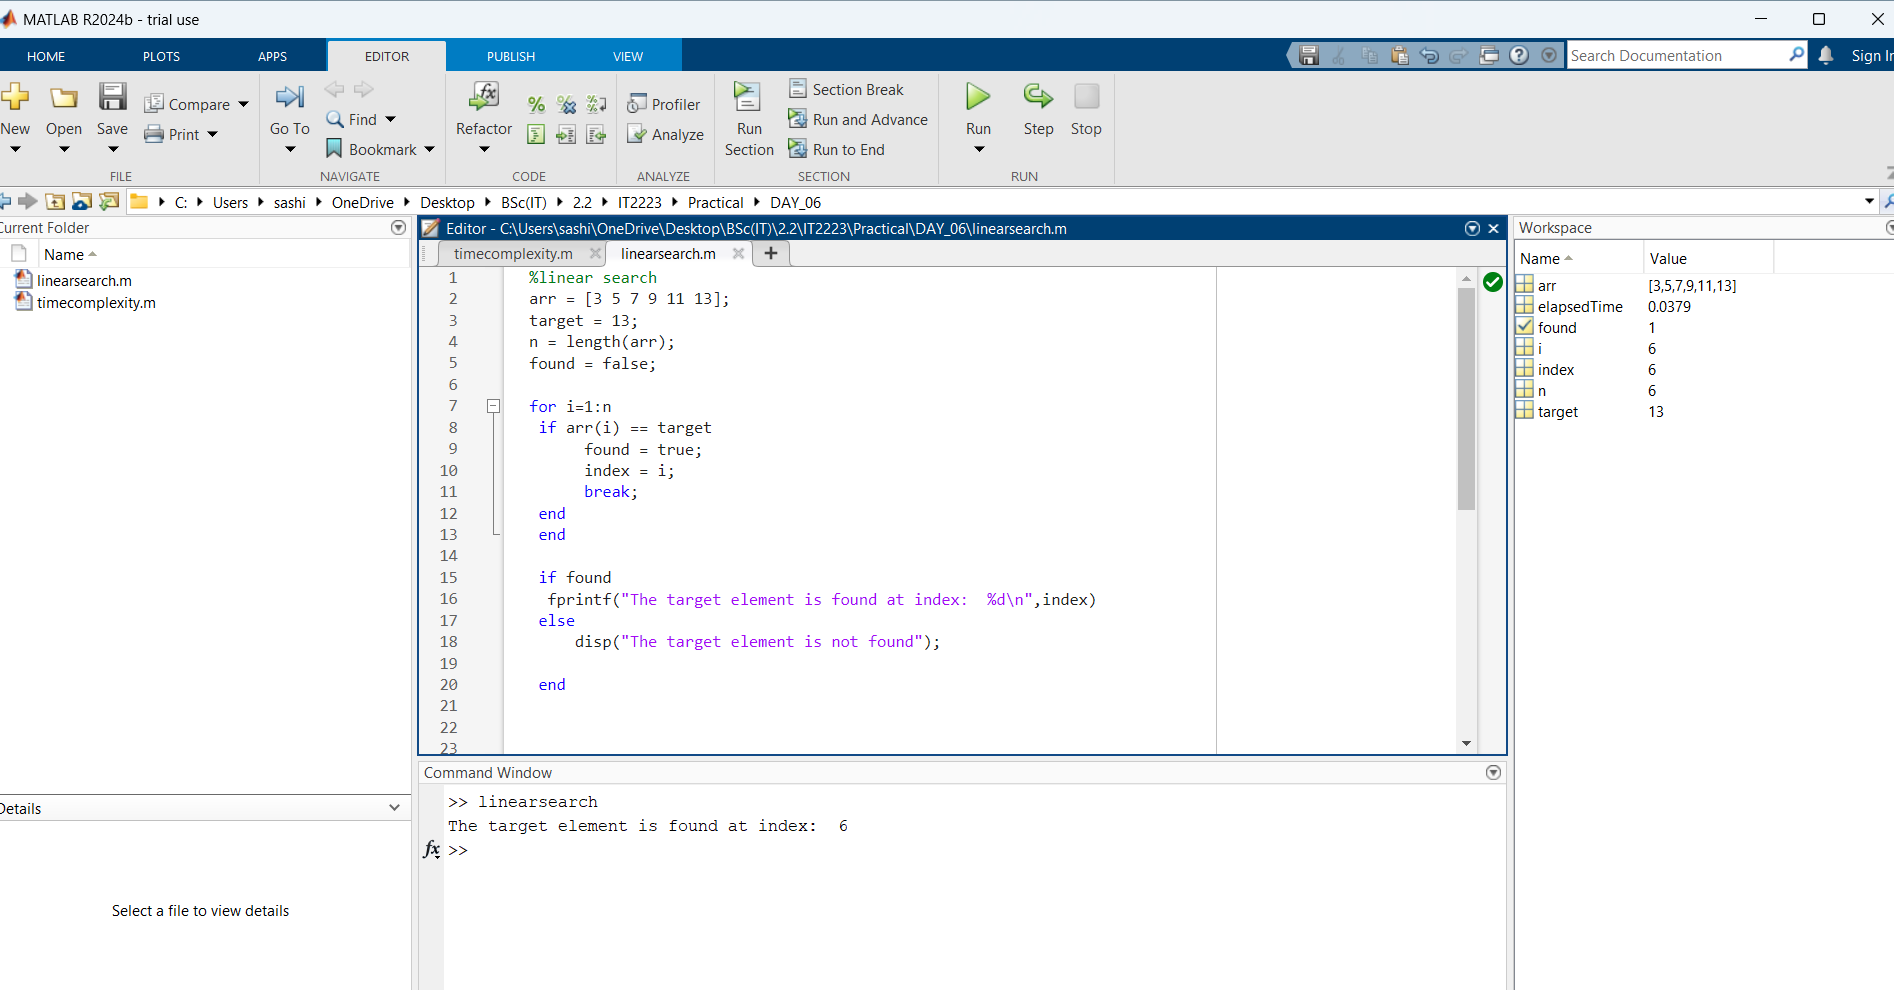 MATLAB R2024b - trial use
HOME PLOTS APPS EDITOR PUBLISH VIEW Search Documentation Sign In
New Open Save Compare Print FILE
Go To Find Bookmark NAVIGATE
Refactor CODE
Profiler Analyze ANALYZE
Run Section Section Break Run and Advance Run to End SECTION
Run Step Stop RUN
C: Users sashi OneDrive Desktop BSc(IT) 2.2 IT2223 Practical DAY_06
Current Folder
Name
linearsearch.m
timecomplexity.m
Details
Select a file to view details
Editor - C:\Users\sashi\OneDrive\Desktop\BSc(IT)\2.2\IT2223\Practical\DAY_06\linearsearch.m
timecomplexity.m linearsearch.m
1 %linear search
2 arr = [3 5 7 9 11 13];
3 target = 13;
4 n = length(arr);
5 found = false;
6
7 for i=1:n
8 if arr(i) == target
9 found = true;
10 index = i;
11 break;
12 end
13 end
14
15 if found
16 fprintf("The target element is found at index:  %d\n",index)
17 else
18 disp("The target element is not found");
19
20 end
21
22
23
Command Window
>> linearsearch
The target element is found at index:  6
fx >>
Workspace
Name Value
arr [3,5,7,9,11,13]
elapsedTime 0.0379
found 1
i 6
index 6
n 6
target 13